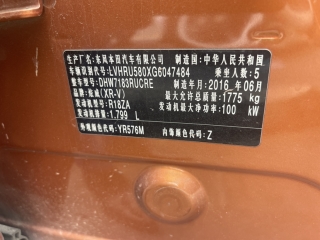 生产厂名:东风本田汽车有限公司 制造国:中华人民共和国
车辆识别代号:LVHRU580XG6047484 乘坐人数:5
车辆型号:DHW7183RUCRE 制造年月:2016年06月
品牌:(XR-V) 最大允许总质量:1775 kg
发动机型号:R18ZA 发动机最大净功率:100 kW
发动机排量:1.799 L
外观颜色代码:YR576M 内饰颜色代码:Z